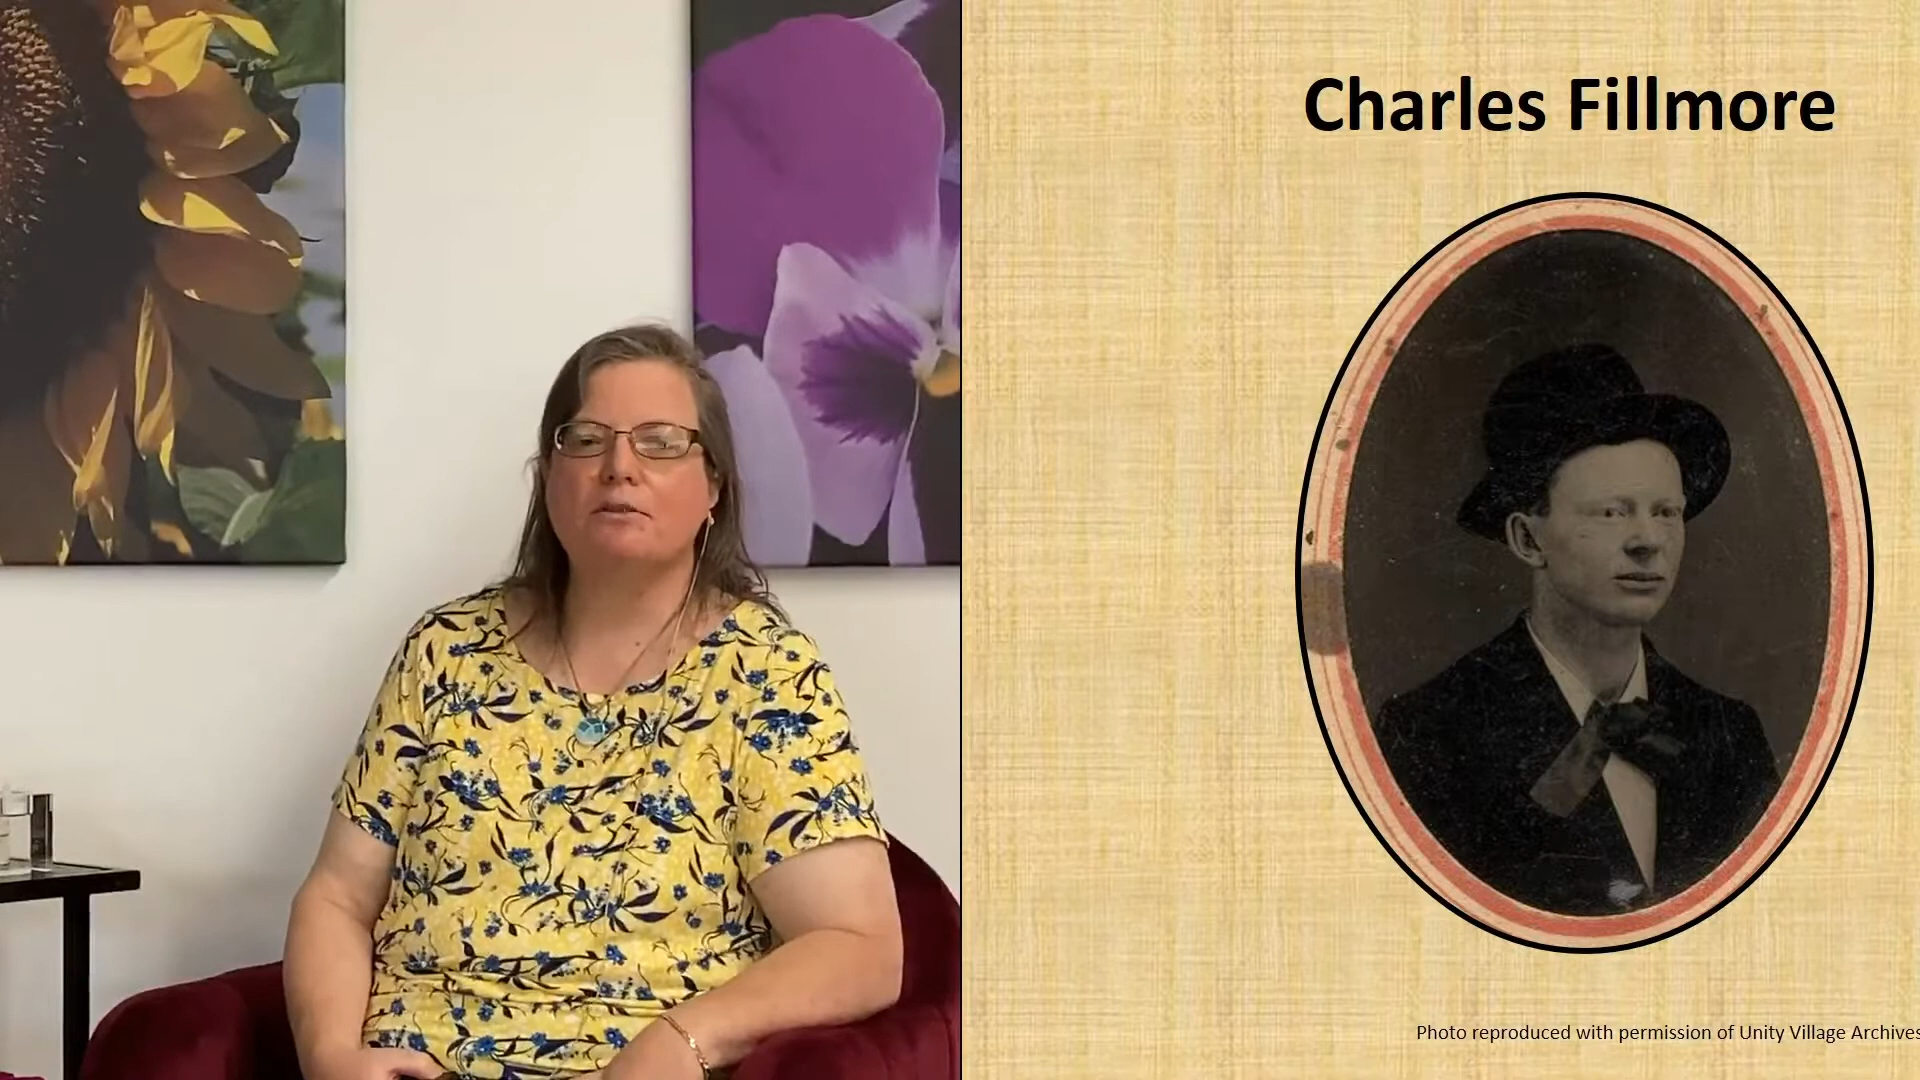 Charles Fillmore
Photo reproduced with permission of Unity Village Archives